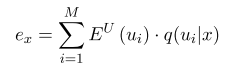 $e_x = \sum_{i=1}^{M} E^U (u_i) \cdot q(u_i|x)$